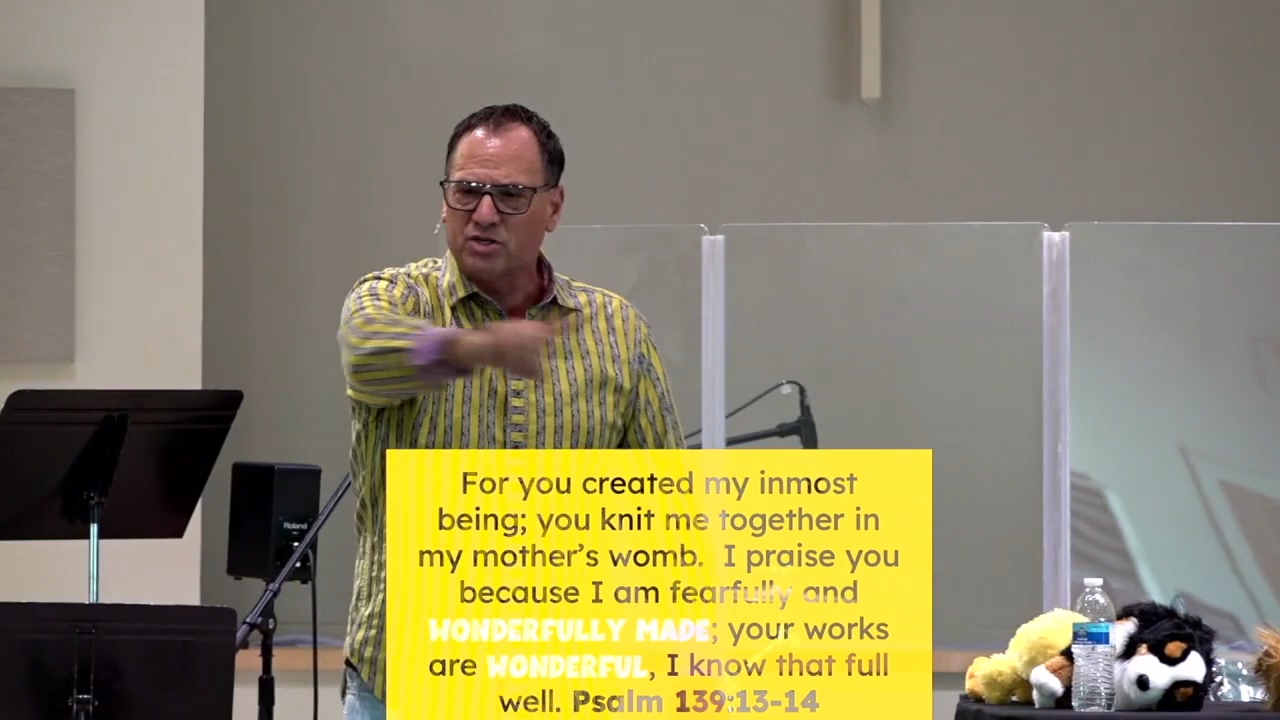 Roland
For you created my inmost
being; you knit me together in
my mother's womb. I praise you
because I am fearfully and
WONDERFULLY MADE; your works
are WONDERFUL, I know that full
well. Psalm 139:13-14